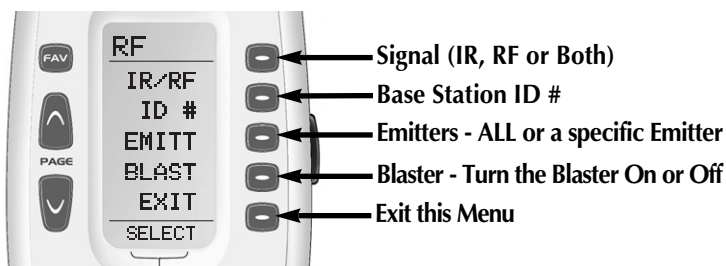 FAV
PAGE
RF
IR/RF
ID #
EMITT
BLAST
EXIT
SELECT
Signal (IR, RF or Both)
Base Station ID #
Emitters - ALL or a specific Emitter
Blaster - Turn the Blaster On or Off
Exit this Menu